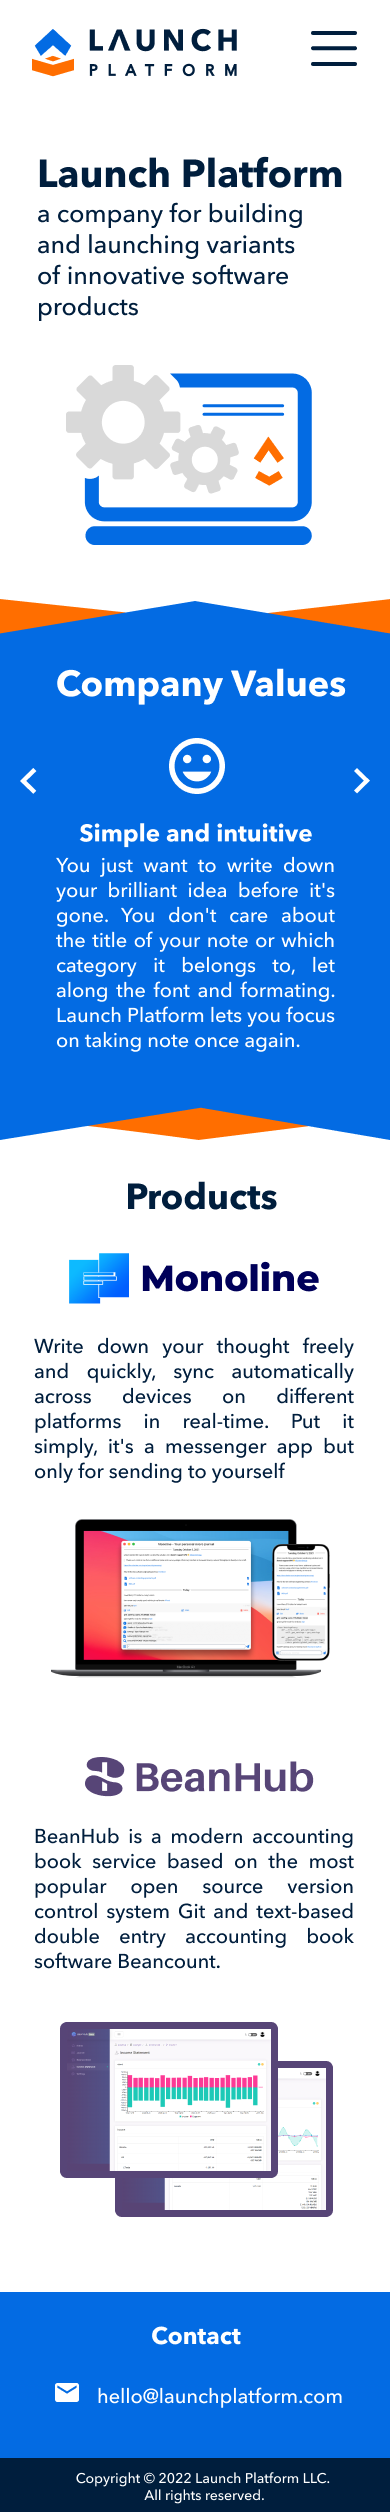 LAUNCH
PLATFORM
Launch Platform
a company for building
and launching variants
of innovative software
products
Company Values
Simple and intuitive
You just want to write down
your brilliant idea before it's
gone. You don't care about
the title of your note or which
category it belongs to, let
along the font and formating.
Launch Platform lets you focus
on taking note once again.
Products
Monoline
Write down your thought freely
and quickly, sync automatically
across devices on different
platforms in real-time. Put it
simply, it's a messenger app but
only for sending to yourself
BeanHub
BeanHub is a modern accounting
book service based on the most
popular open source version
control system Git and text-based
double entry accounting book
software Beancount.
Income Statement
Contact
hello@launchplatform.com
Copyright © 2022 Launch Platform LLC.
All rights reserved.